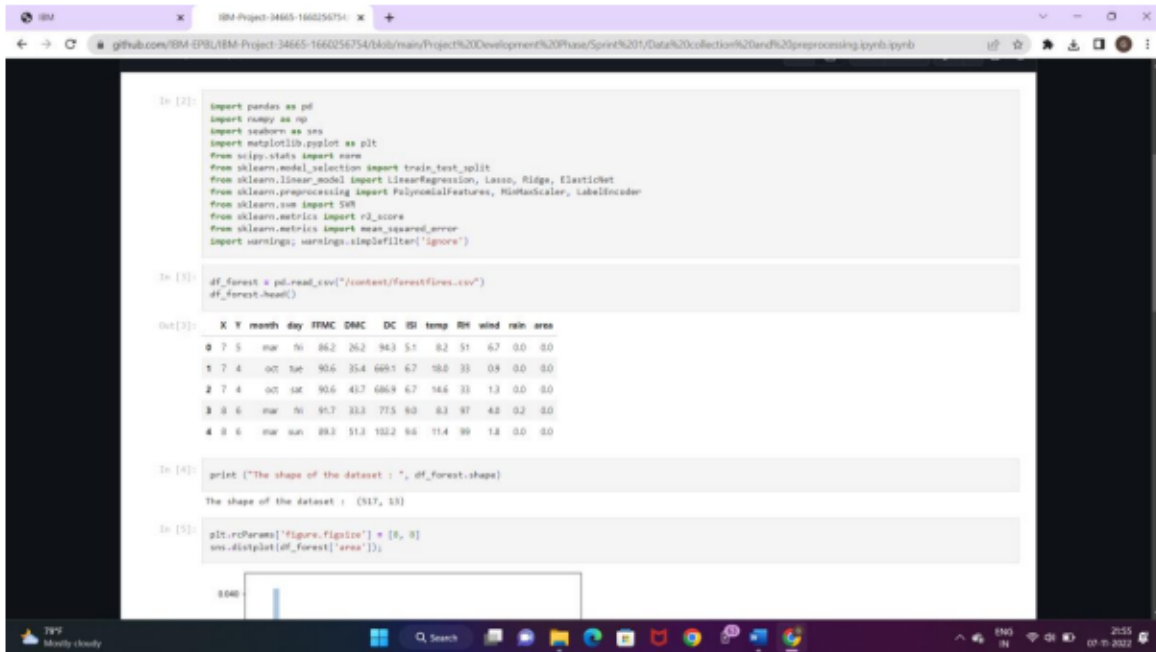 IBM
IBM-Project-34665-1660256754:
github.com/IBM-EPBL/IBM-Project-34665-1660256754/blob/main/Project%20Development%20Phase/Sprint%201/Data%20collection%20and%20preprocessing.ipynb.ipynb
In [2]:
import pandas as pd
import numpy as np
import seaborn as sns
import matplotlib.pyplot as plt
from scipy.stats import norm
from sklearn.model_selection import train_test_split
from sklearn.linear_model import LinearRegression, Lasso, Ridge, ElasticNet
from sklearn.preprocessing import PolynomialFeatures, MinMaxScaler, LabelEncoder
from sklearn.svm import SVR
from sklearn.metrics import r2_score
from sklearn.metrics import mean_squared_error
import warnings; warnings.simplefilter('ignore')
In [3]:
df_forest = pd.read_csv("/content/forestfires.csv")
df_forest.head()
Out[3]:
X Y month day FFMC DMC DC ISI temp RH wind rain area
0 7 5 mar fri 86.2 26.2 94.3 5.1 8.2 51 6.7 0.0 0.0
1 7 4 oct tue 90.6 35.4 669.1 6.7 18.0 33 0.9 0.0 0.0
2 7 4 oct sat 90.6 43.7 686.9 6.7 14.6 33 1.3 0.0 0.0
3 8 6 mar fri 91.7 33.3 77.5 9.0 8.3 97 4.0 0.2 0.0
4 8 6 mar sun 89.3 51.3 102.2 9.6 11.4 99 1.8 0.0 0.0
In [4]:
print ("The shape of the dataset : ", df_forest.shape)
The shape of the dataset : (517, 13)
In [5]:
plt.rcParams['figure.figsize'] = [8, 8]
sns.distplot(df_forest['area']);
0.040
79°F
Mostly cloudy
Search
ENG
IN
21:55
07-11-2022